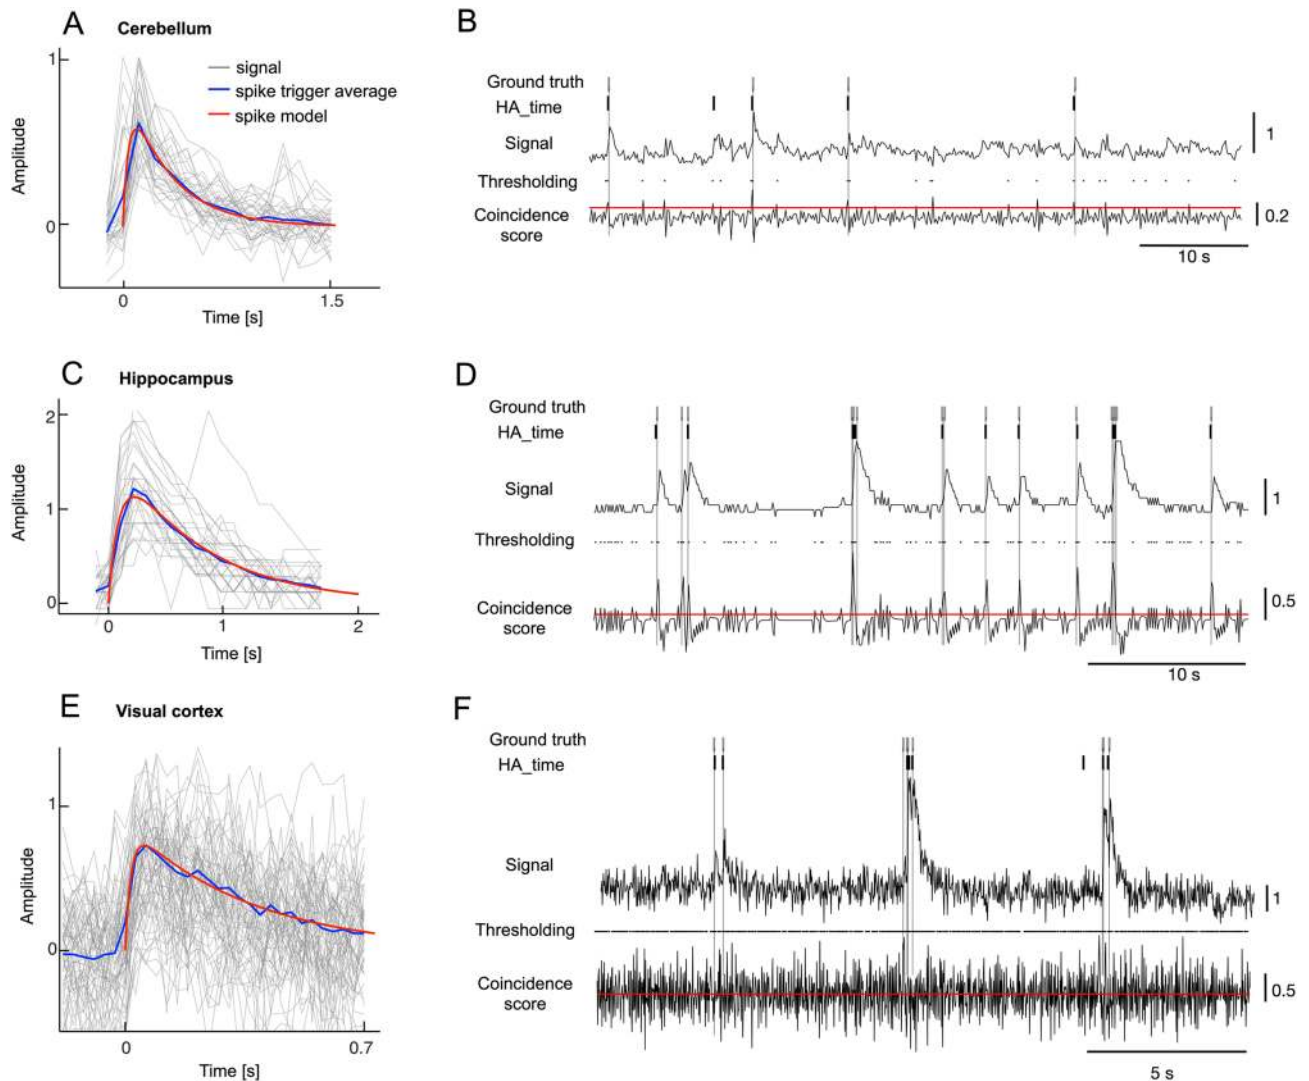 A
Cerebellum
1
signal
spike trigger average
spike model
Amplitude
0
0
1.5
Time [s]
B
Ground truth
HA_time
Signal
1
Thresholding
Coincidence
score
0.2
10 s
C
Hippocampus
2
Amplitude
1
0
0
1
2
Time [s]
D
Ground truth
HA_time
Signal
1
Thresholding
Coincidence
score
0.5
10 s
E
Visual cortex
1
Amplitude
0
0
0.7
Time [s]
F
Ground truth
HA_time
Signal
1
Thresholding
Coincidence
score
0.5
5 s